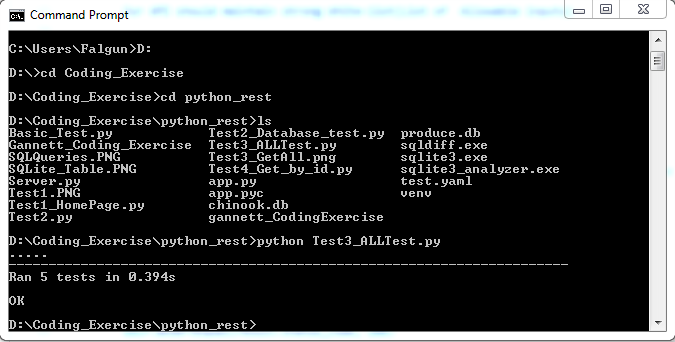 Command Prompt
C:\Users\Falgun>D:
D:\>cd Coding_Exercise
D:\Coding_Exercise>cd python_rest
D:\Coding_Exercise\python_rest>ls
Basic_Test.py Test2_Database_test.py produce.db
Gannett_Coding_Exercise Test3_ALLTest.py sqldiff.exe
SQLQueries.PNG Test3_GetAll.png sqlite3.exe
SQLite_Table.PNG Test4_Get_by_id.py sqlite3_analyzer.exe
Server.py app.py test.yaml
Test1.PNG app.pyc venv
Test1_HomePage.py chinook.db
Test2.py gannett_CodingExercise
D:\Coding_Exercise\python_rest>python Test3_ALLTest.py
.....
----------------------------------------------------------------------
Ran 5 tests in 0.394s
OK
D:\Coding_Exercise\python_rest>